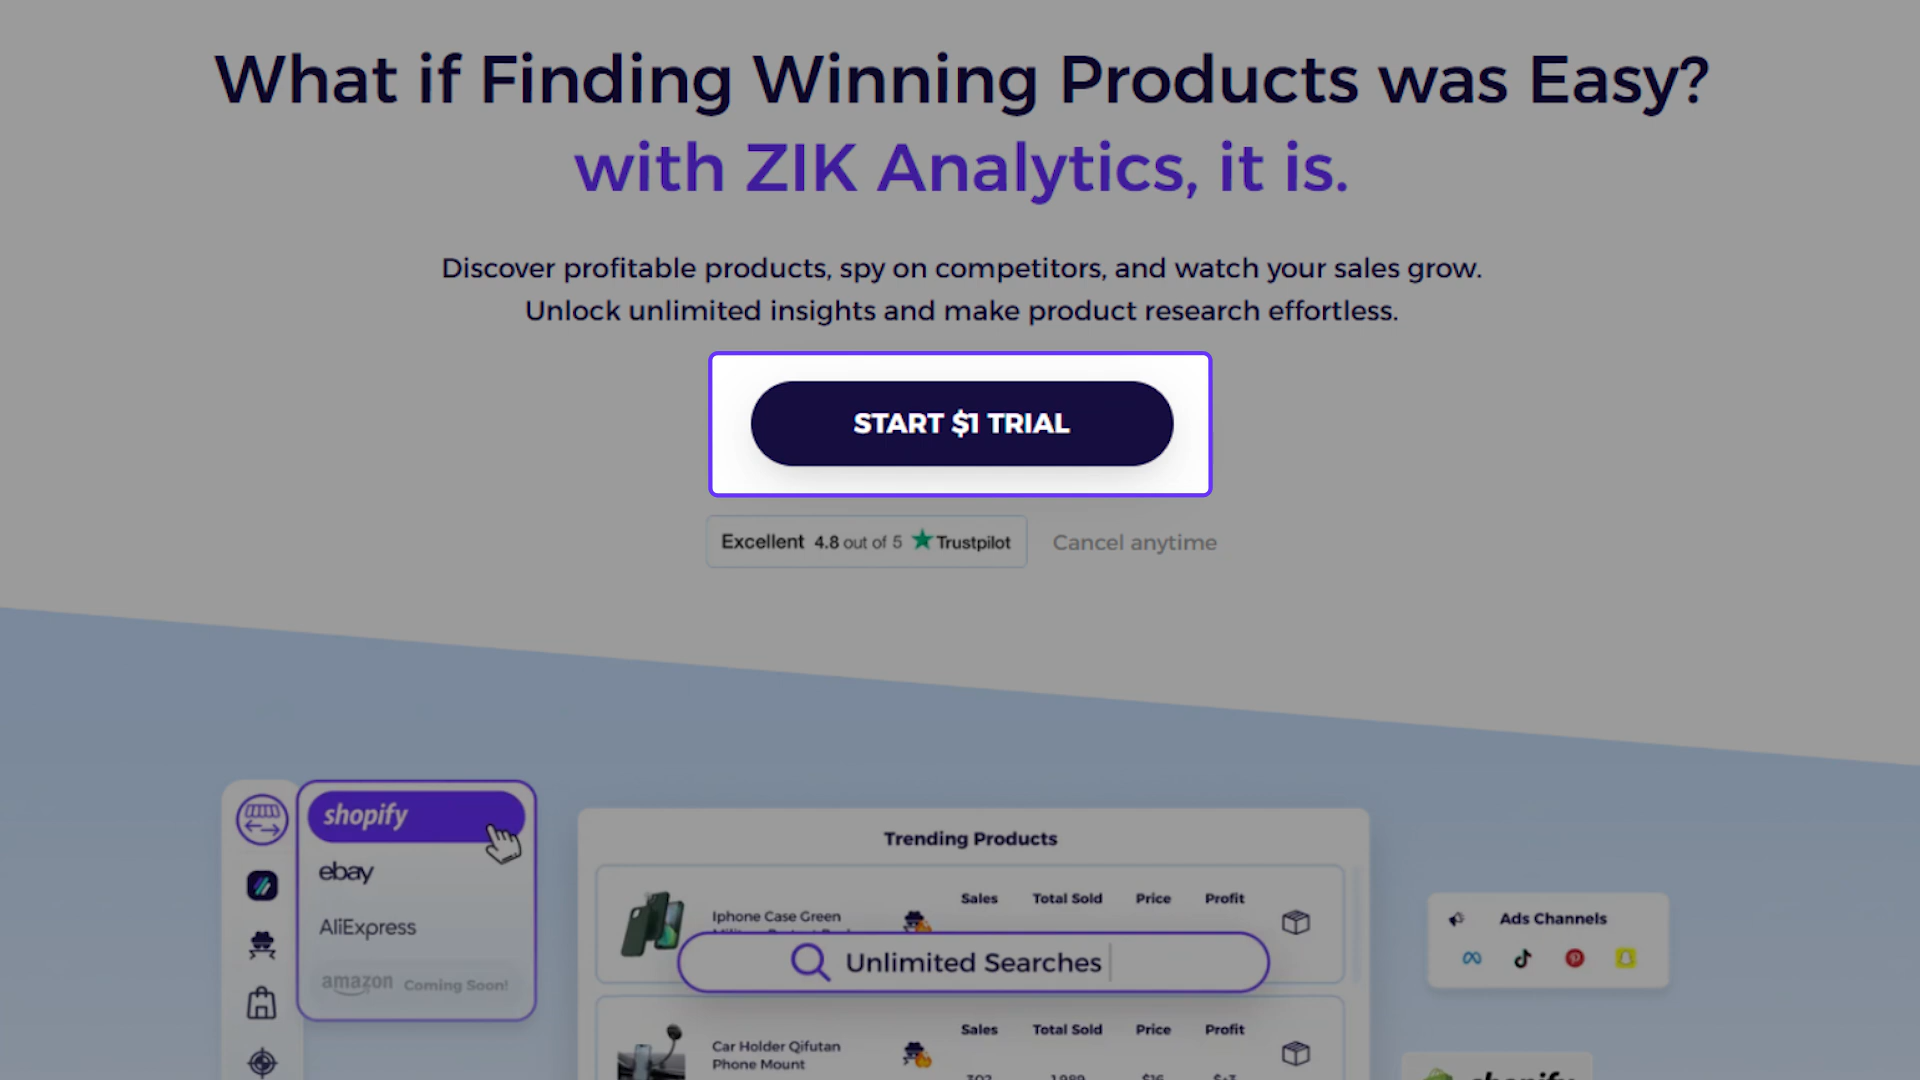 What if Finding Winning Products was Easy?
with ZIK Analytics, it is.
Discover profitable products, spy on competitors, and watch your sales grow.
Unlock unlimited insights and make product research effortless.
START $1 TRIAL
Excellent 4.8 out of 5 Trustpilot
Cancel anytime
shopify
ebay
AliExpress
amazon Coming Soon!
Trending Products
Sales Total Sold Price Profit
Iphone Case Green
Unlimited Searches
Sales Total Sold Price Profit
Car Holder Qifutan
Phone Mount
Ads Channels
shopify